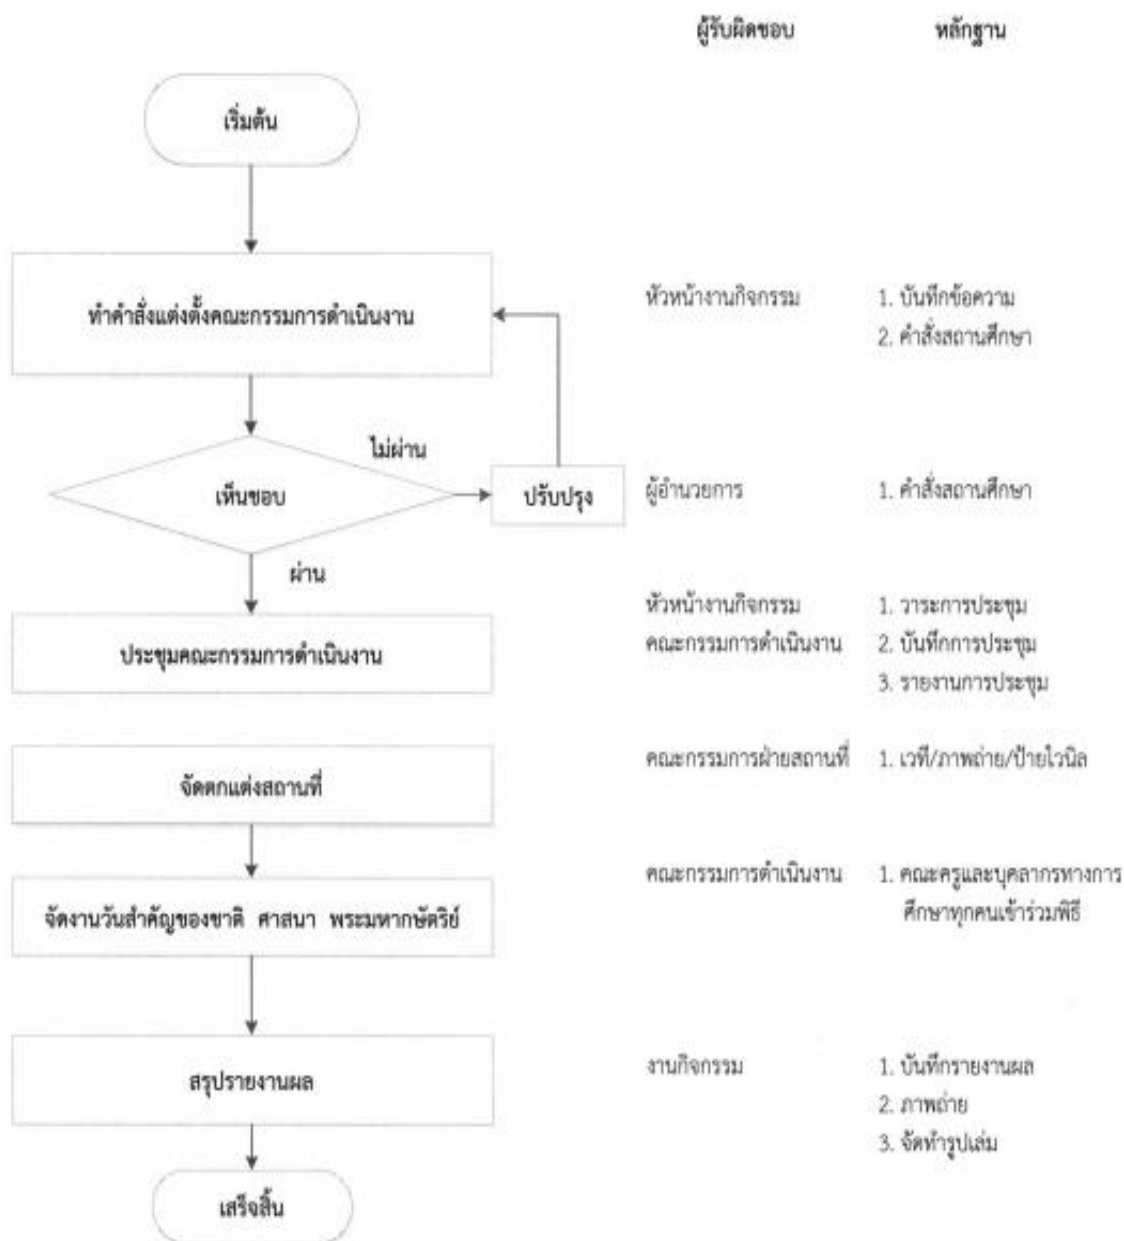 ผู้รับผิดชอบ หลักฐาน
เริ่มต้น
ทำคำสั่งแต่งตั้งคณะกรรมการดำเนินงาน
หัวหน้างานกิจกรรม 1. บันทึกข้อความ
2. คำสั่งสถานศึกษา
ไม่ผ่าน
เห็นชอบ ปรับปรุง ผู้อำนวยการ 1. คำสั่งสถานศึกษา
ผ่าน
หัวหน้างานกิจกรรม 1. วาระการประชุม
ประชุมคณะกรรมการดำเนินงาน คณะกรรมการดำเนินงาน 2. บันทึกการประชุม
3. รายงานการประชุม
จัดตกแต่งสถานที่ คณะกรรมการฝ่ายสถานที่ 1. เวที/ภาพถ่าย/ป้ายไวนิล
จัดงานวันสำคัญของชาติ ศาสนา พระมหากษัตริย์ คณะกรรมการดำเนินงาน 1. คณะครูและบุคลากรทางการ
ศึกษาทุกคนเข้าร่วมพิธี
สรุปรายงานผล งานกิจกรรม 1. บันทึกรายงานผล
2. ภาพถ่าย
3. จัดทำรูปเล่ม
เสร็จสิ้น